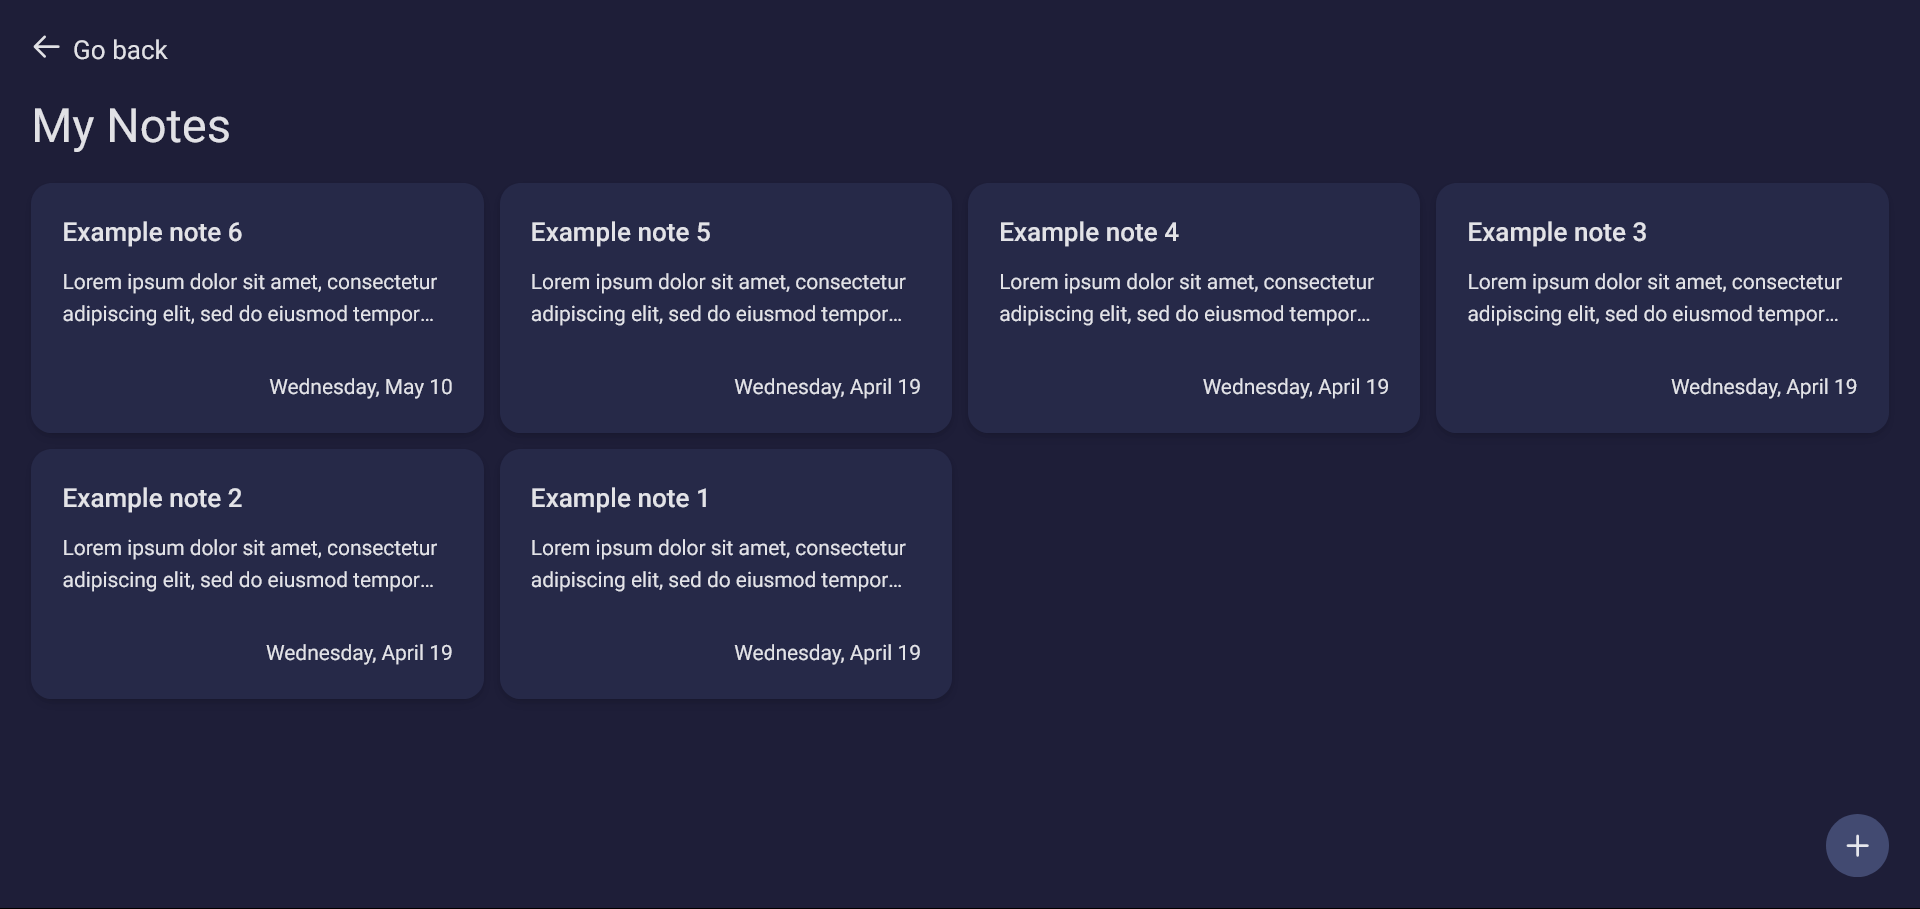 Go back
My Notes
Example note 6
Lorem ipsum dolor sit amet, consectetur
adipiscing elit, sed do eiusmod tempor...
Wednesday, May 10
Example note 5
Lorem ipsum dolor sit amet, consectetur
adipiscing elit, sed do eiusmod tempor...
Wednesday, April 19
Example note 4
Lorem ipsum dolor sit amet, consectetur
adipiscing elit, sed do eiusmod tempor...
Wednesday, April 19
Example note 3
Lorem ipsum dolor sit amet, consectetur
adipiscing elit, sed do eiusmod tempor...
Wednesday, April 19
Example note 2
Lorem ipsum dolor sit amet, consectetur
adipiscing elit, sed do eiusmod tempor...
Wednesday, April 19
Example note 1
Lorem ipsum dolor sit amet, consectetur
adipiscing elit, sed do eiusmod tempor...
Wednesday, April 19